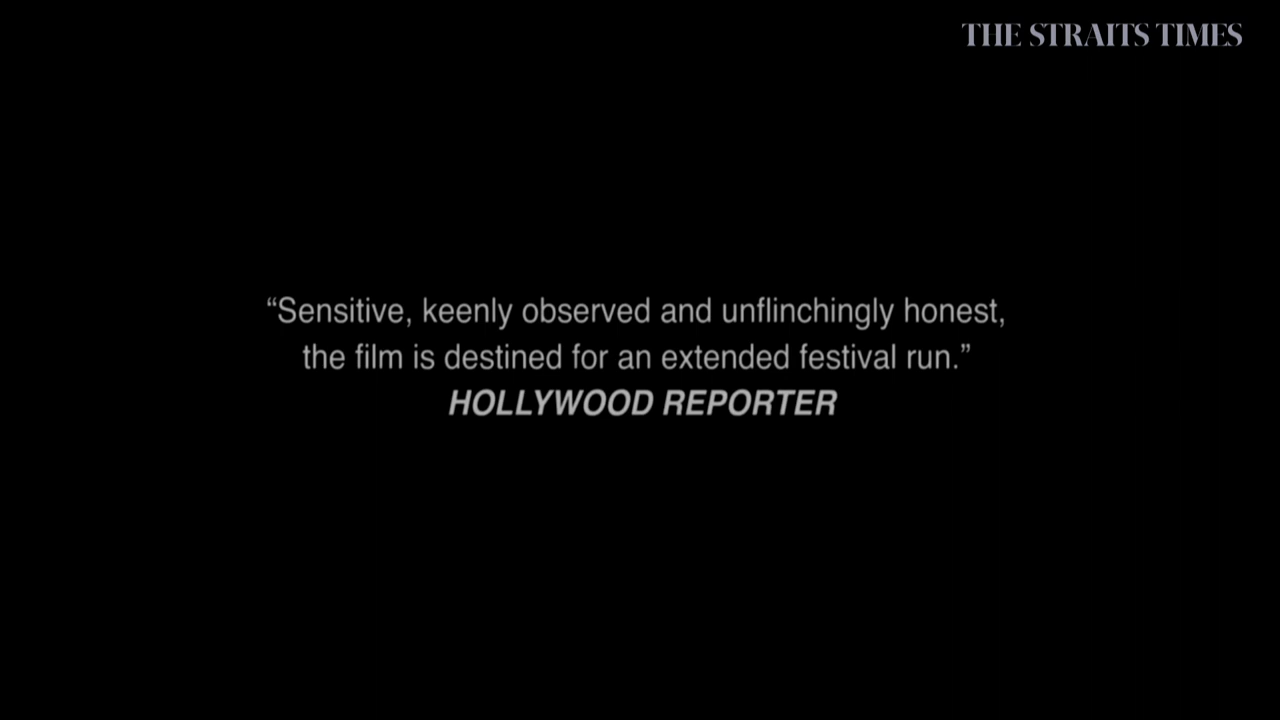 THE STRAITS TIMES
“Sensitive, keenly observed and unflinchingly honest,
the film is destined for an extended festival run.”
HOLLYWOOD REPORTER